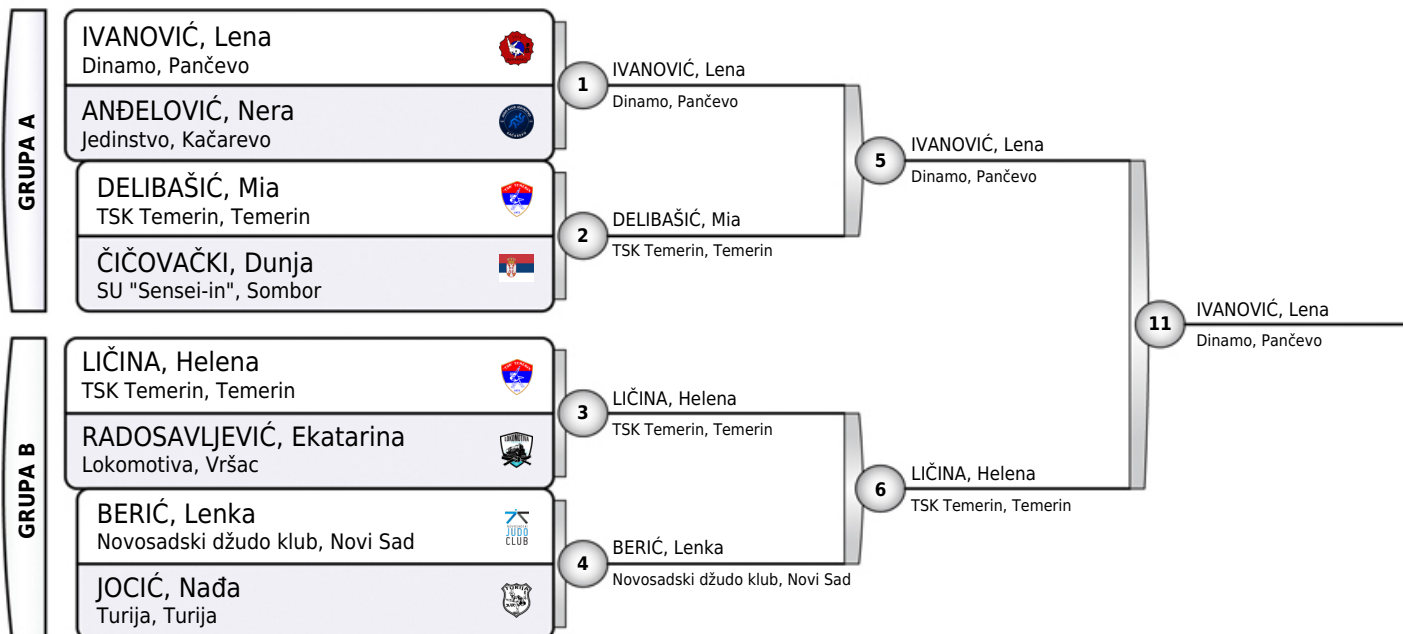 GRUPA A
IVANOVIĆ, Lena
Dinamo, Pančevo
ANĐELOVIĆ, Nera
Jedinstvo, Kačarevo
DELIBAŠIĆ, Mia
TSK Temerin, Temerin
ČIČOVAČKI, Dunja
SU "Sensei-in", Sombor
1
IVANOVIĆ, Lena
Dinamo, Pančevo
2
DELIBAŠIĆ, Mia
TSK Temerin, Temerin
5
IVANOVIĆ, Lena
Dinamo, Pančevo
GRUPA B
LIČINA, Helena
TSK Temerin, Temerin
RADOSAVLJEVIĆ, Ekatarina
Lokomotiva, Vršac
LOKOMOTIVA
BERIĆ, Lenka
Novosadski džudo klub, Novi Sad
JUDO
CLUB
JOCIĆ, Nađa
Turija, Turija
TURIJA
3
LIČINA, Helena
TSK Temerin, Temerin
4
BERIĆ, Lenka
Novosadski džudo klub, Novi Sad
6
LIČINA, Helena
TSK Temerin, Temerin
11
IVANOVIĆ, Lena
Dinamo, Pančevo